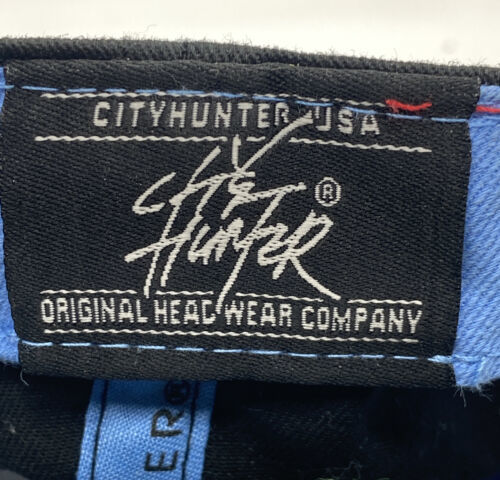 CITYHUNTER USA
CITY
HUNTER ®
ORIGINAL HEAD WEAR COMPANY
ER®